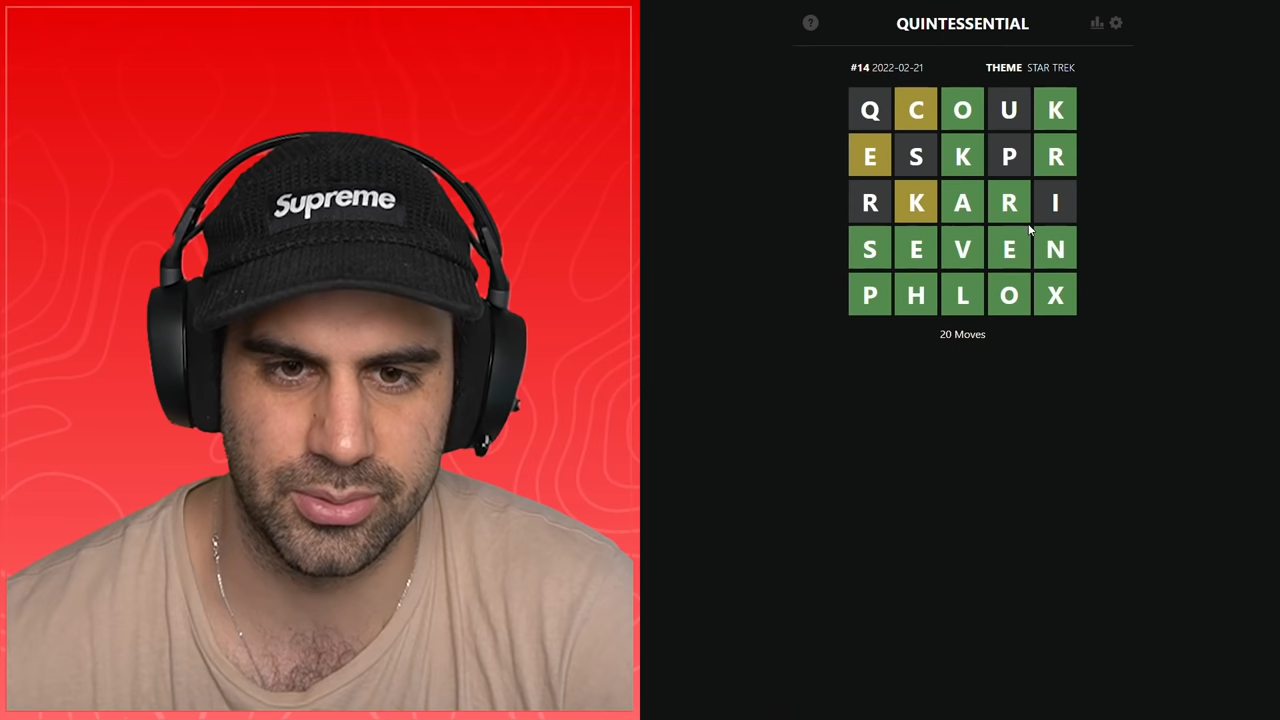 Supreme
QUINTESSENTIAL
#14 2022-02-21 THEME STAR TREK
Q C O U K
E S K P R
R K A R I
S E V E N
P H L O X
20 Moves